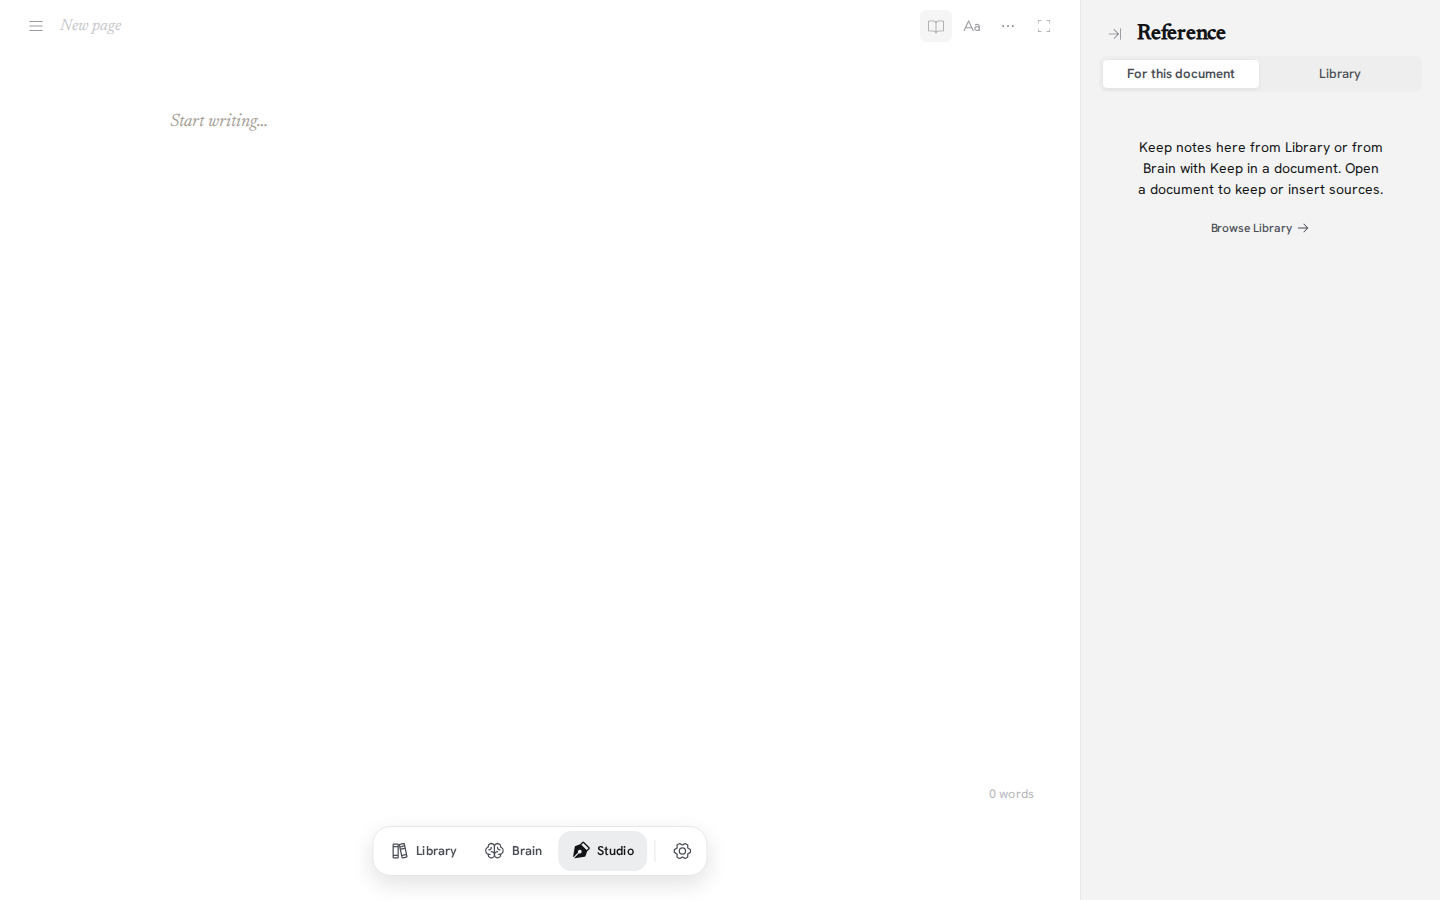 New page
Aa
Reference
For this document
Library
Start writing...
Keep notes here from Library or from
Brain with Keep in a document. Open
a document to keep or insert sources.
Browse Library →
0 words
Library
Brain
Studio